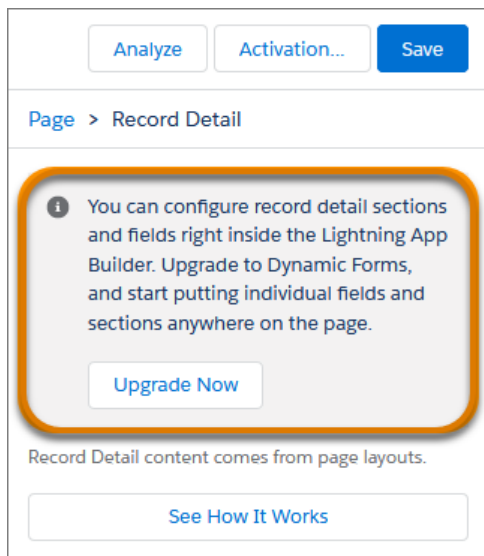 Analyze Activation... Save
Page > Record Detail
You can configure record detail sections
and fields right inside the Lightning App
Builder. Upgrade to Dynamic Forms,
and start putting individual fields and
sections anywhere on the page.
Upgrade Now
Record Detail content comes from page layouts.
See How It Works